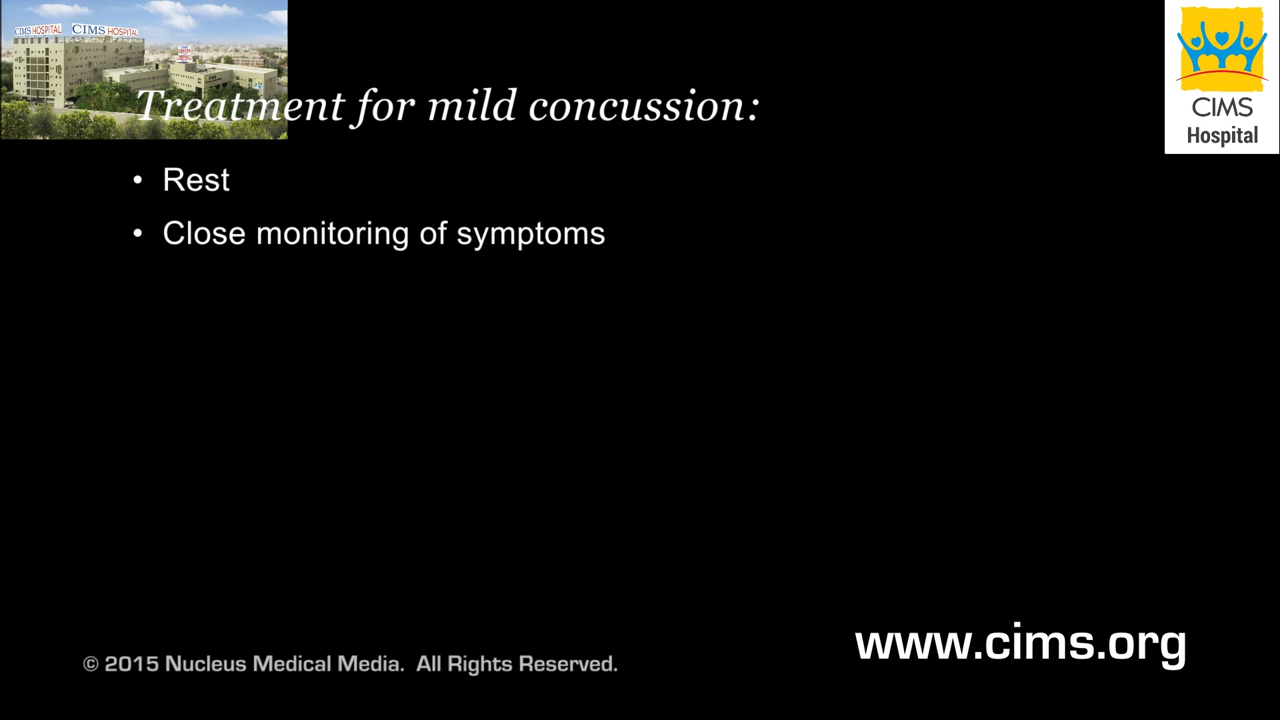 CIMS HOSPITAL CIMS HOSPITAL
Treatment for mild concussion:
• Rest
• Close monitoring of symptoms
CIMS
Hospital
www.cims.org
© 2015 Nucleus Medical Media. All Rights Reserved.